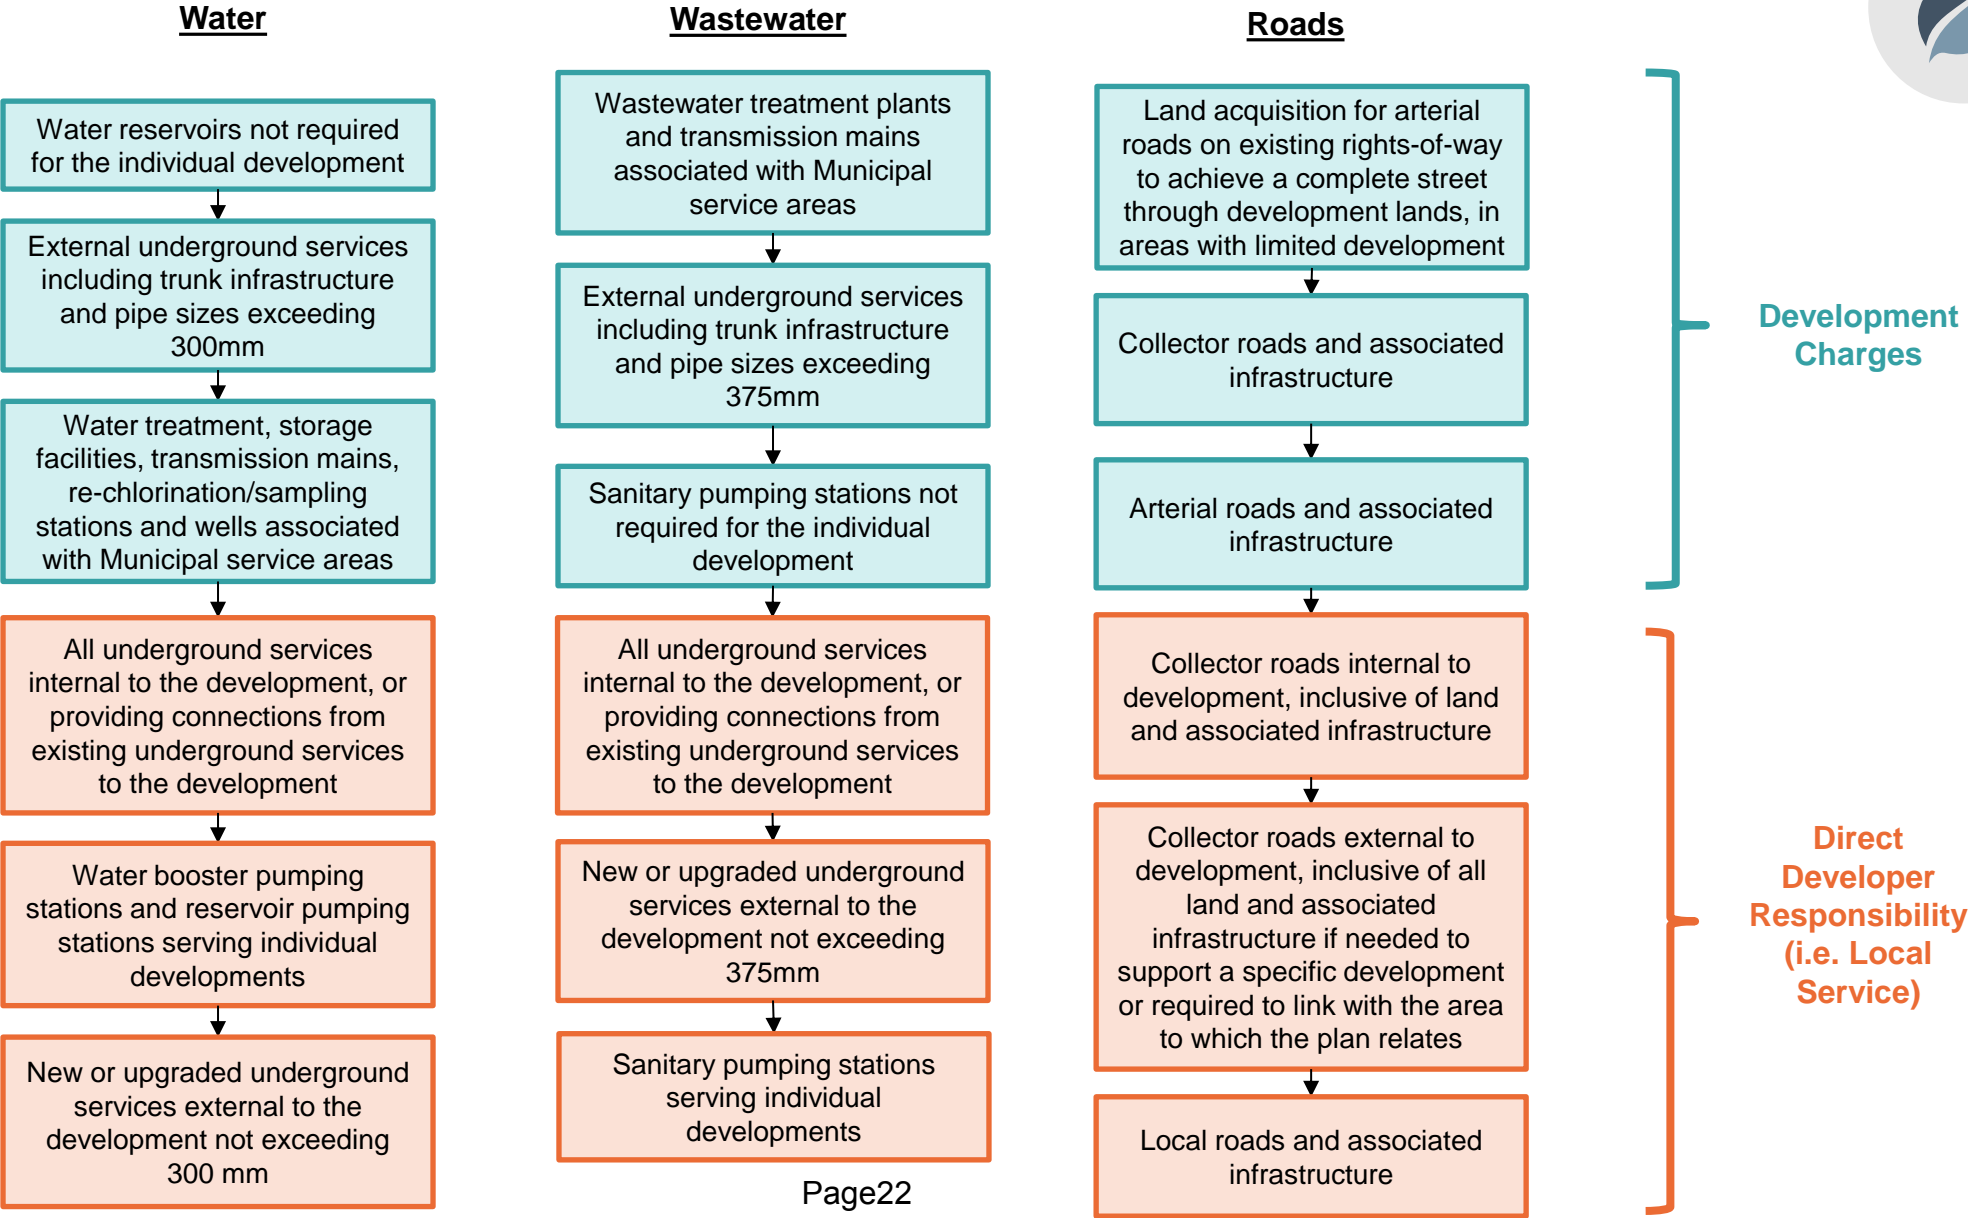 Water
Water reservoirs not required
for the individual development
External underground services
including trunk infrastructure
and pipe sizes exceeding
300mm
Water treatment, storage
facilities, transmission mains,
re-chlorination/sampling
stations and wells associated
with Municipal service areas
All underground services
internal to the development, or
providing connections from
existing underground services
to the development
Water booster pumping
stations and reservoir pumping
stations serving individual
developments
New or upgraded underground
services external to the
development not exceeding
300 mm
Wastewater
Wastewater treatment plants
and transmission mains
associated with Municipal
service areas
External underground services
including trunk infrastructure
and pipe sizes exceeding
375mm
Sanitary pumping stations not
required for the individual
development
All underground services
internal to the development, or
providing connections from
existing underground services
to the development
New or upgraded underground
services external to the
development not exceeding
375mm
Sanitary pumping stations
serving individual
developments
Roads
Land acquisition for arterial
roads on existing rights-of-way
to achieve a complete street
through development lands, in
areas with limited development
Collector roads and associated
infrastructure
Arterial roads and associated
infrastructure
Collector roads internal to
development, inclusive of land
and associated infrastructure
Collector roads external to
development, inclusive of all
land and associated
infrastructure if needed to
support a specific development
or required to link with the area
to which the plan relates
Local roads and associated
infrastructure
Development
Charges
Direct
Developer
Responsibility
(i.e. Local
Service)
Page22